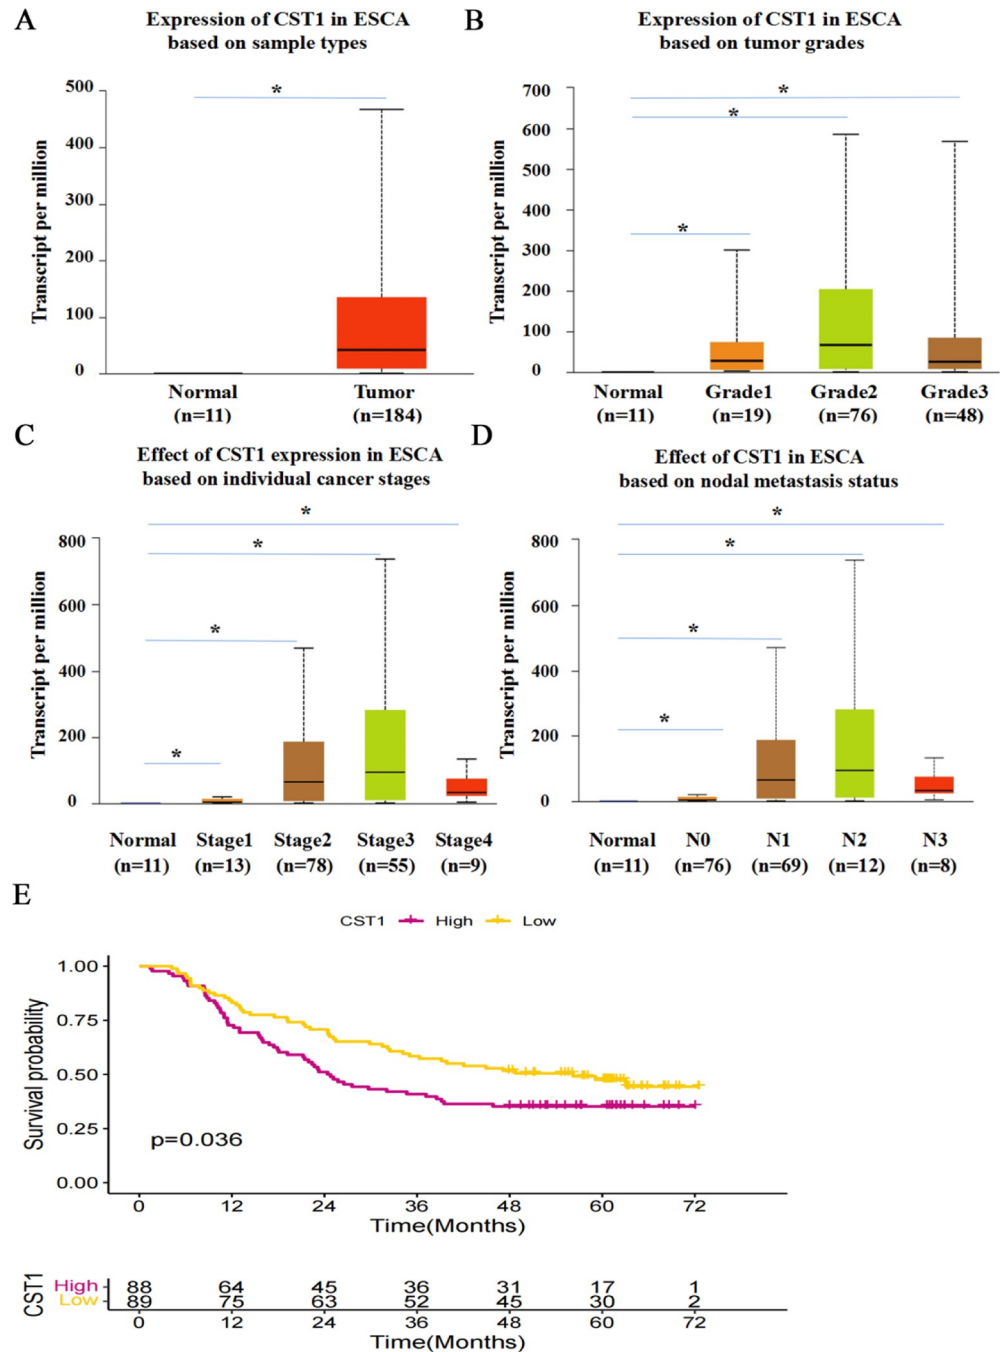 A
Expression of CST1 in ESCA
based on sample types
Transcript per million
500
400
300
200
100
0
*
Normal
(n=11)
Tumor
(n=184)
B
Expression of CST1 in ESCA
based on tumor grades
Transcript per million
700
600
500
400
300
200
100
0
*
*
*
Normal
(n=11)
Grade1
(n=19)
Grade2
(n=76)
Grade3
(n=48)
C
Effect of CST1 expression in ESCA
based on individual cancer stages
Transcript per million
800
600
400
200
0
*
*
*
*
Normal
(n=11)
Stage1
(n=13)
Stage2
(n=78)
Stage3
(n=55)
Stage4
(n=9)
D
Effect of CST1 in ESCA
based on nodal metastasis status
Transcript per million
800
600
400
200
0
*
*
*
*
Normal
(n=11)
N0
(n=76)
N1
(n=69)
N2
(n=12)
N3
(n=8)
E
CST1 High Low
Survival probability
1.00
0.75
0.50
0.25
0.00
p=0.036
0 12 24 36 48 60 72
Time(Months)
CST1
High 88 64 45 36 31 17 1
Low 89 75 63 52 45 30 2
0 12 24 36 48 60 72
Time(Months)